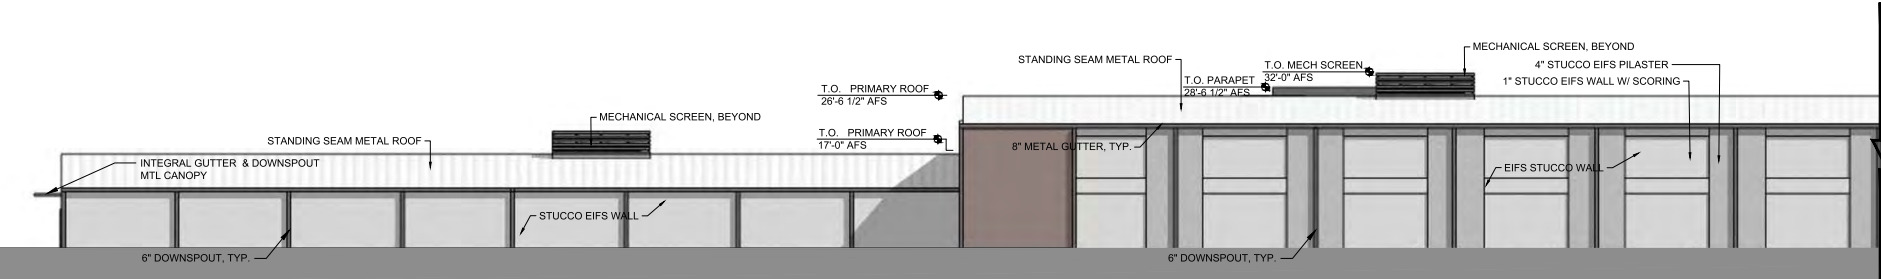 MECHANICAL SCREEN, BEYOND
STANDING SEAM METAL ROOF
T.O. MECH SCREEN
32'-0" AFS
4" STUCCO EIFS PILASTER
T.O. PARAPET
28'-6 1/2" AFS
1" STUCCO EIFS WALL W/ SCORING
T.O. PRIMARY ROOF
26'-6 1/2" AFS
MECHANICAL SCREEN, BEYOND
T.O. PRIMARY ROOF
17'-0" AFS
STANDING SEAM METAL ROOF
8" METAL GUTTER, TYP.
INTEGRAL GUTTER & DOWNSPOUT
MTL CANOPY
EIFS STUCCO WALL
STUCCO EIFS WALL
6" DOWNSPOUT, TYP.
6" DOWNSPOUT, TYP.